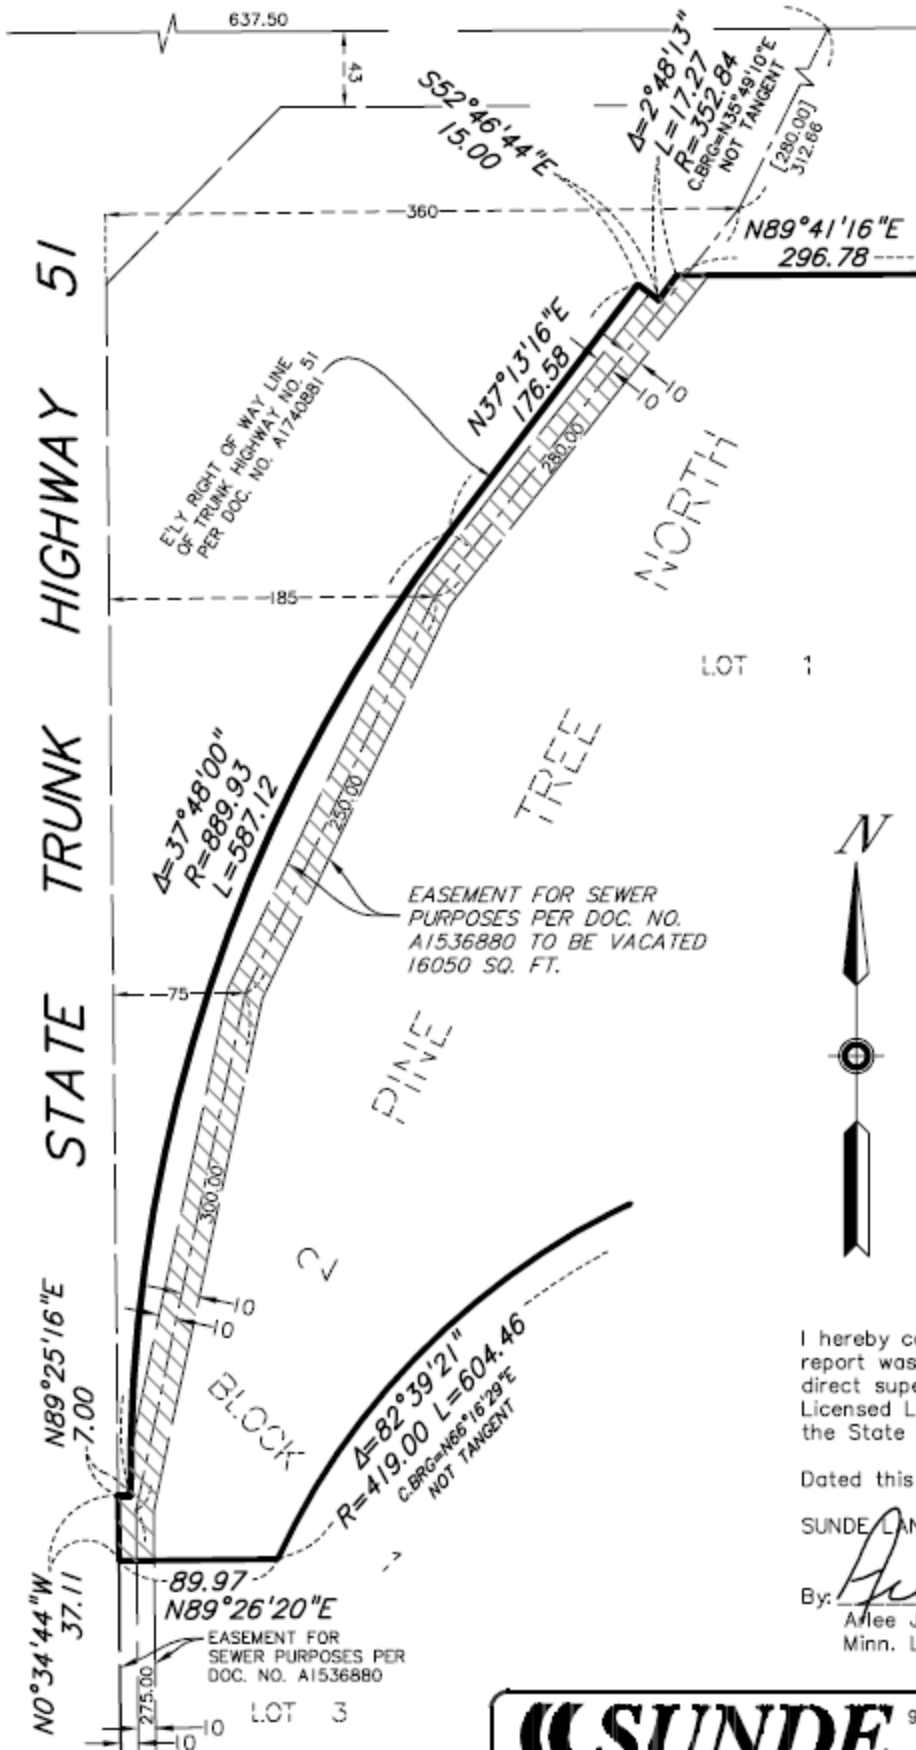 637.50
43
S52°46'44"E
15.00
Δ=2°48'13"
L=17.27
R=352.84
C.BRG=N35°49'10"E
NOT TANGENT
[280.00]
312.66
360
N89°41'16"E
296.78
STATE TRUNK HIGHWAY 51
E'LY RIGHT OF WAY LINE
OF TRUNK HIGHWAY NO. 51
PER DOC. NO. A1740881
N37°13'16"E
176.58
10
10
280.00
NORTH
185
LOT 1
TREE
Δ=37°48'00"
R=889.93
L=587.12
250.00
N
EASEMENT FOR SEWER
PURPOSES PER DOC. NO.
A1536880 TO BE VACATED
16050 SQ. FT.
75
PINE
300.00
2
10
10
N89°25'16"E
7.00
BLOCK
Δ=82°39'21"
R=419.00 L=604.46
C.BRG=N66°16'29"E
NOT TANGENT
I hereby ce
report was
direct supe
Licensed L
the State
Dated this
SUNDE LAN
By:
Arlee J
Minn. L
N0°34'44"W
37.11
89.97
N89°26'20"E
EASEMENT FOR
SEWER PURPOSES PER
DOC. NO. A1536880
275.00
LOT 3
10
10
SUNDE
9